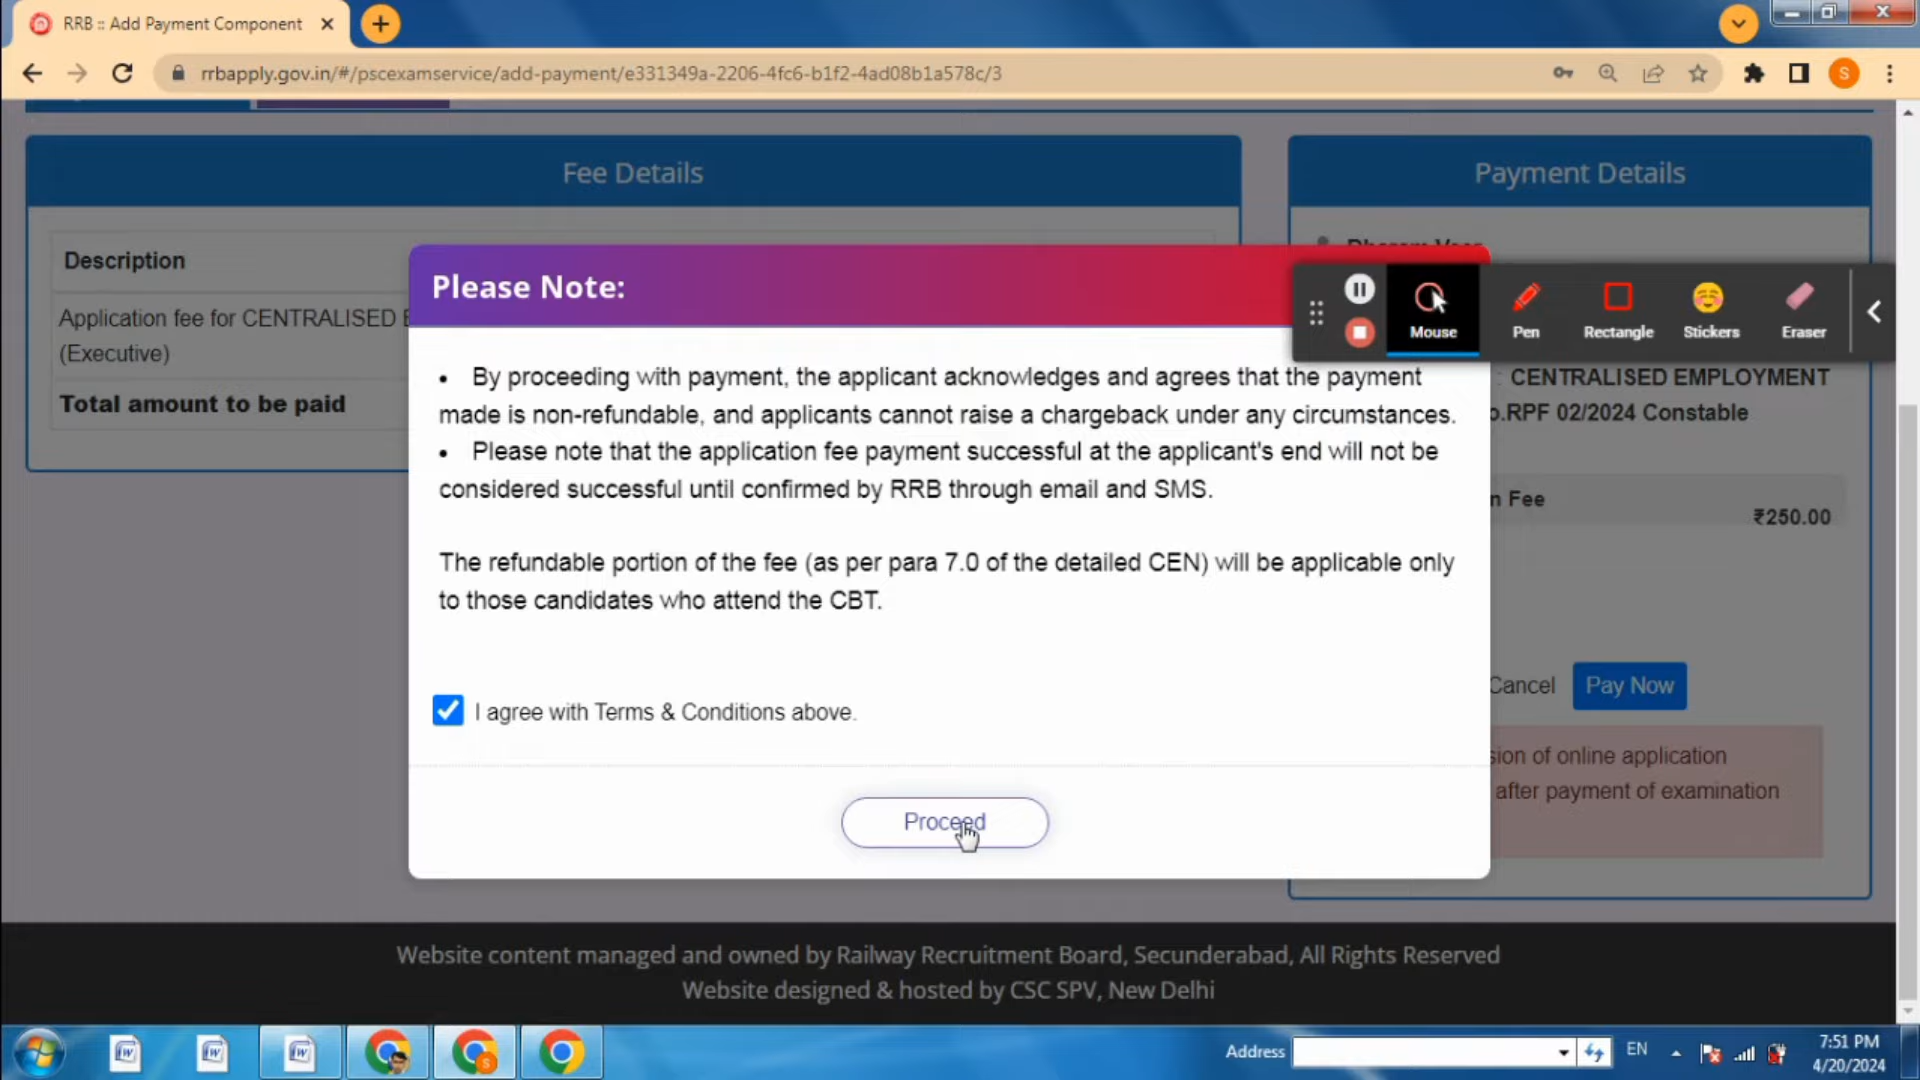 RRB :: Add Payment Component
rrbapply.gov.in/#/pscexamservice/add-payment/e331349a-2206-4fc6-b1f2-4ad08b1a578c/3
S
Fee Details
Payment Details
Description
Please Note:
Mouse
Pen
Rectangle
Stickers
Eraser
Application fee for CENTRALISED
(Executive)
Total amount to be paid
• By proceeding with payment, the applicant acknowledges and agrees that the payment
made is non-refundable, and applicants cannot raise a chargeback under any circumstances.
• Please note that the application fee payment successful at the applicant's end will not be
considered successful until confirmed by RRB through email and SMS.
The refundable portion of the fee (as per para 7.0 of the detailed CEN) will be applicable only
to those candidates who attend the CBT.
I agree with Terms & Conditions above.
Proceed
: CENTRALISED EMPLOYMENT
o.RPF 02/2024 Constable
n Fee
₹250.00
Cancel
Pay Now
sion of online application
after payment of examination
Website content managed and owned by Railway Recruitment Board, Secunderabad, All Rights Reserved
Website designed & hosted by CSC SPV, New Delhi
Address
EN
7:51 PM
4/20/2024